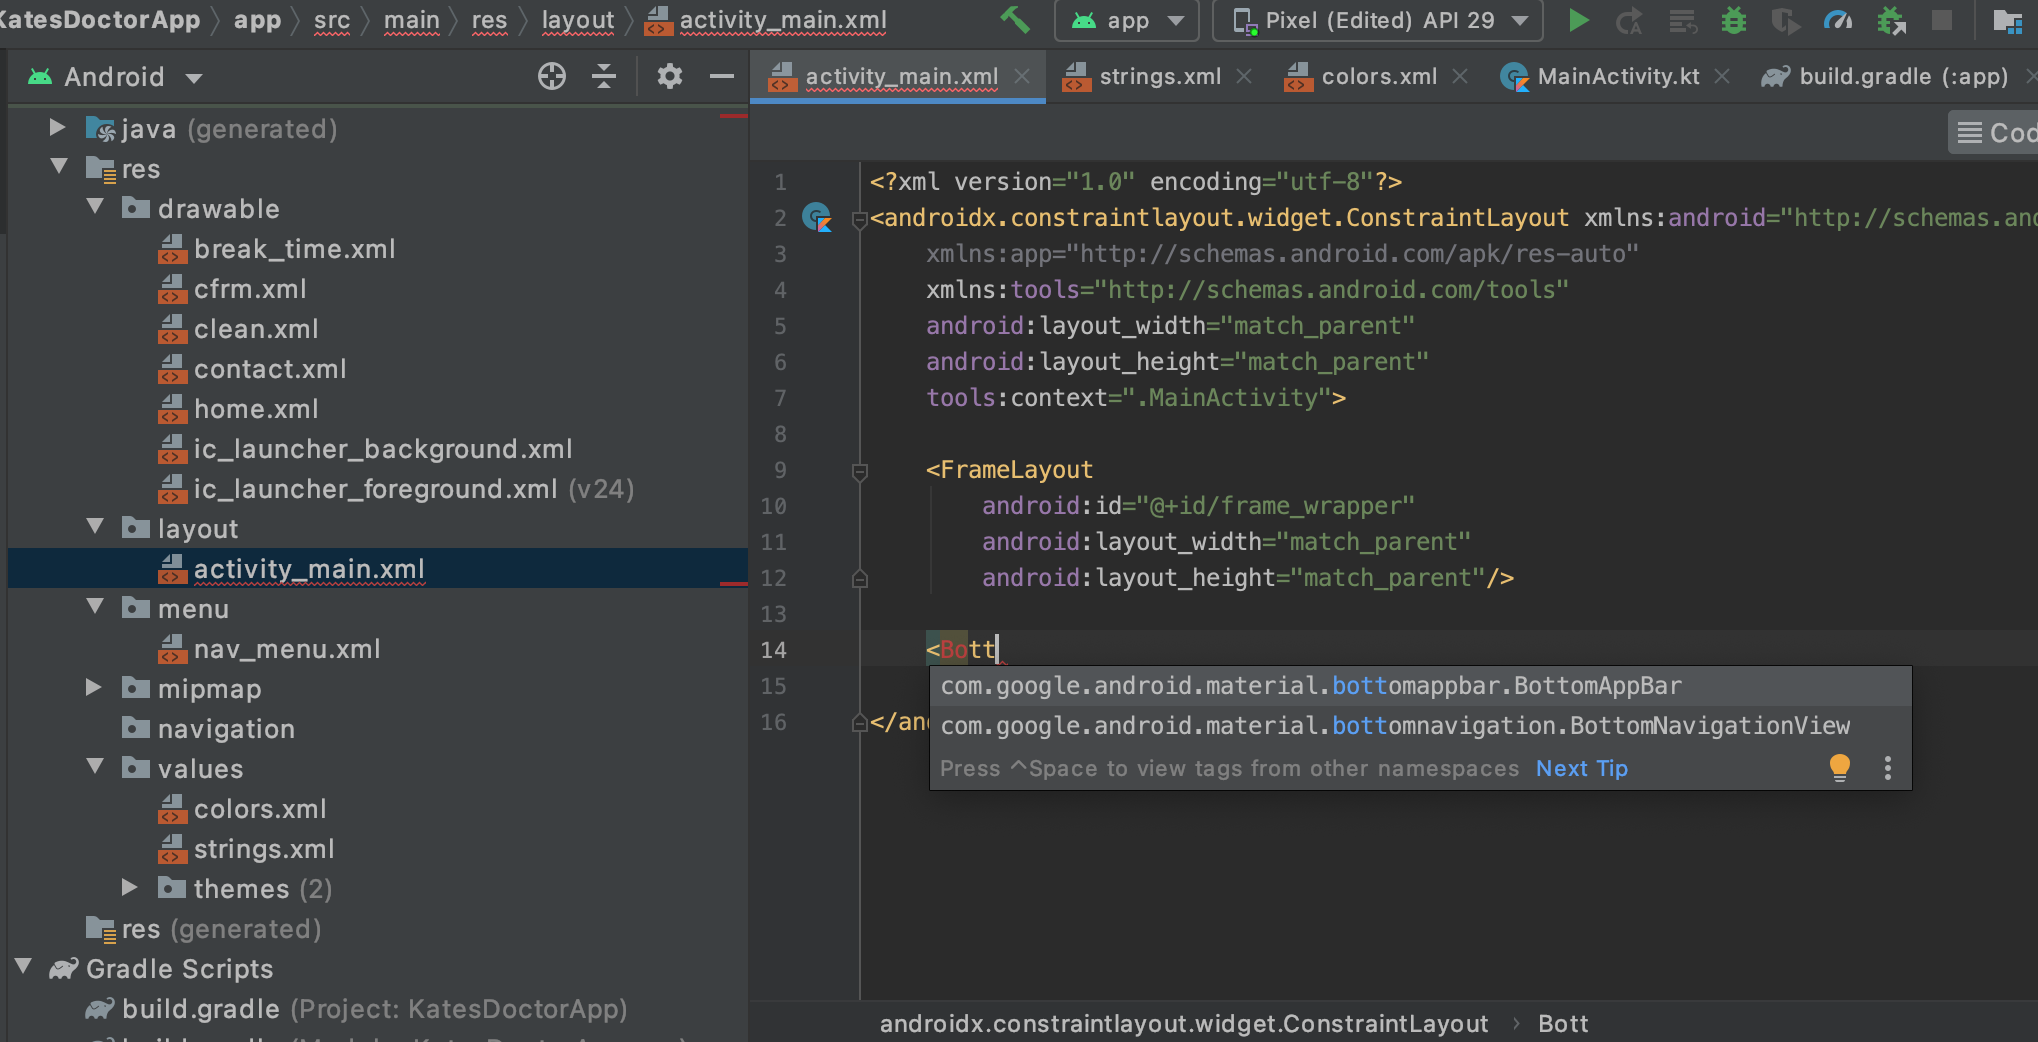 KatesDoctorApp app src main res layout activity_main.xml app Pixel (Edited) API 29
Android
activity_main.xml strings.xml colors.xml MainActivity.kt build.gradle (:app)
java (generated)
res
drawable
break_time.xml
cfrm.xml
clean.xml
contact.xml
home.xml
ic_launcher_background.xml
ic_launcher_foreground.xml (v24)
layout
activity_main.xml
menu
nav_menu.xml
mipmap
navigation
values
colors.xml
strings.xml
themes (2)
res (generated)
Gradle Scripts
build.gradle (Project: KatesDoctorApp)
Cod
1 <?xml version="1.0" encoding="utf-8"?>
2 <androidx.constraintlayout.widget.ConstraintLayout xmlns:android="http://schemas.and
3 xmlns:app="http://schemas.android.com/apk/res-auto"
4 xmlns:tools="http://schemas.android.com/tools"
5 android:layout_width="match_parent"
6 android:layout_height="match_parent"
7 tools:context=".MainActivity">
8
9 <FrameLayout
10 android:id="@+id/frame_wrapper"
11 android:layout_width="match_parent"
12 android:layout_height="match_parent"/>
13
14 <Bott
15
16 </and
com.google.android.material.bottomappbar.BottomAppBar
com.google.android.material.bottomnavigation.BottomNavigationView
Press ^Space to view tags from other namespaces Next Tip
androidx.constraintlayout.widget.ConstraintLayout › Bott